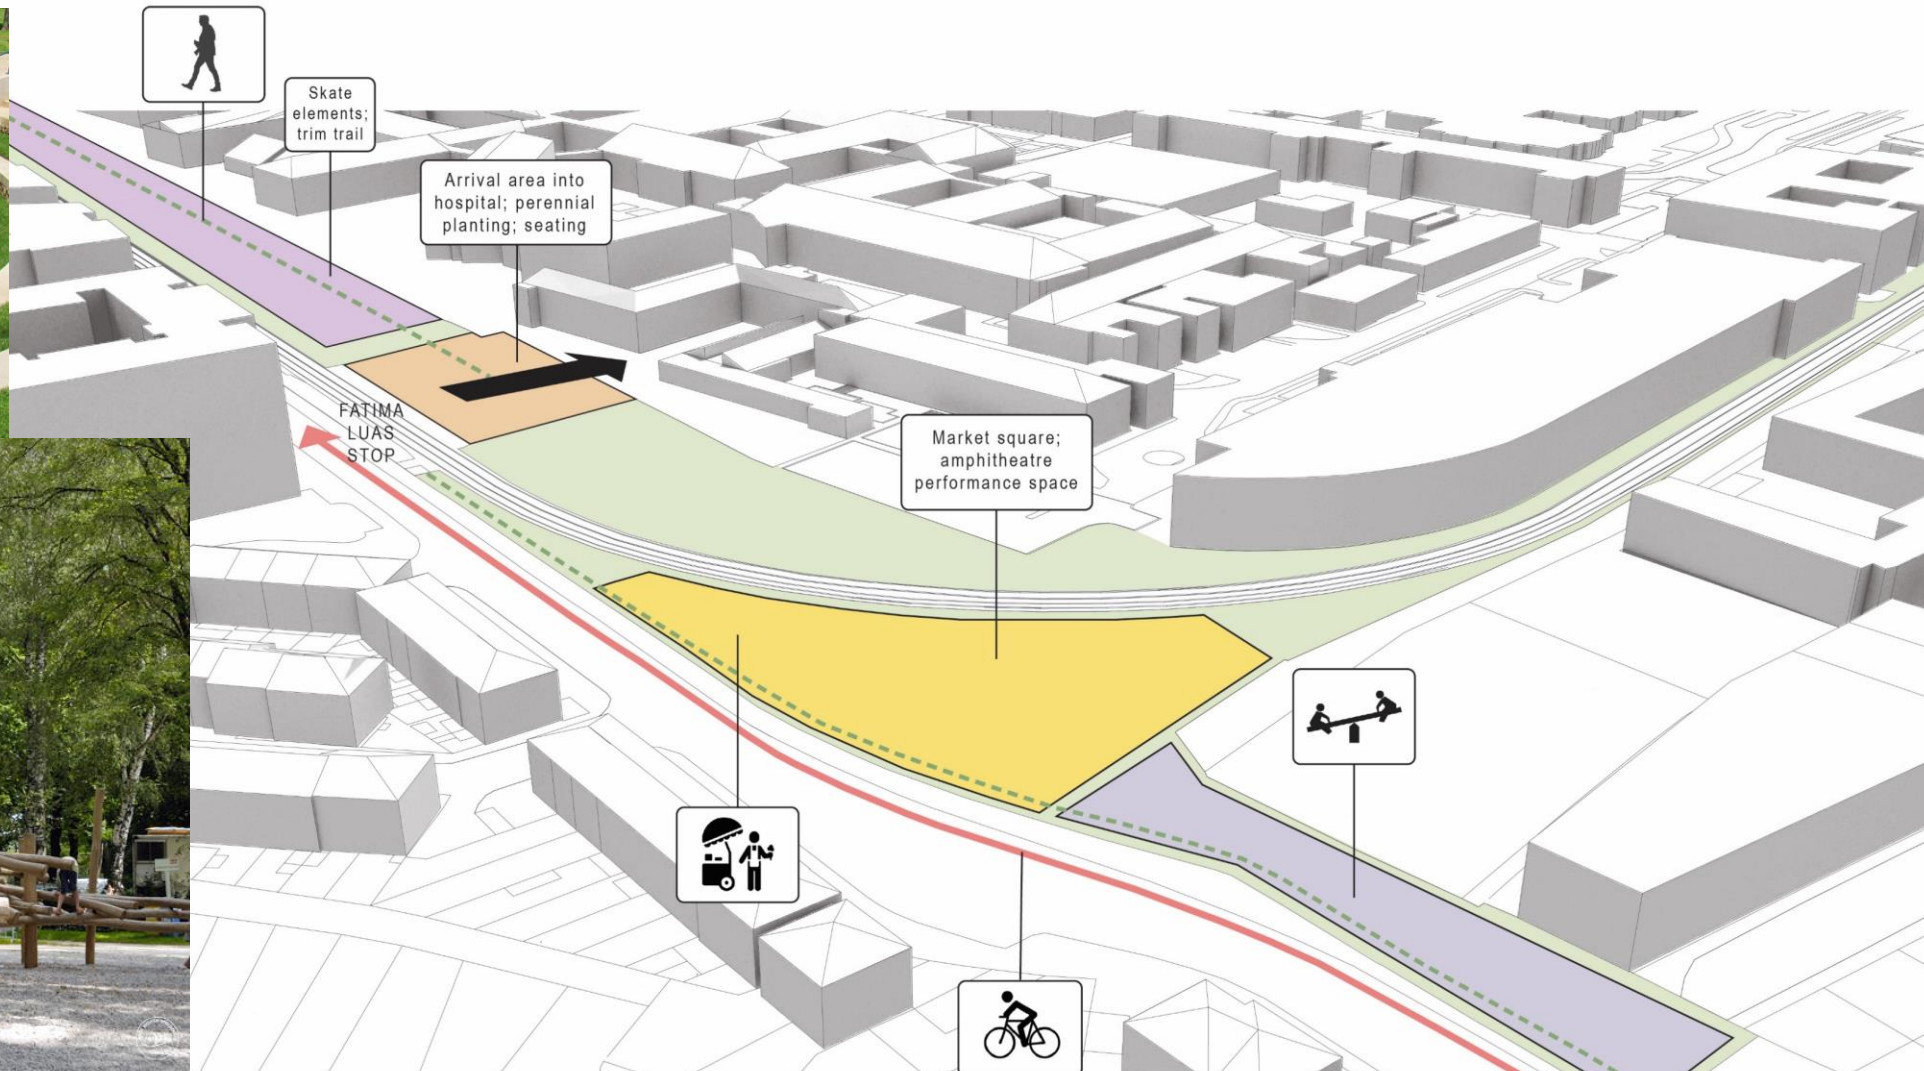 Skate
elements;
trim trail
Arrival area into
hospital; perennial
planting; seating
FATIMA
LUAS
STOP
Market square;
amphitheatre
performance space